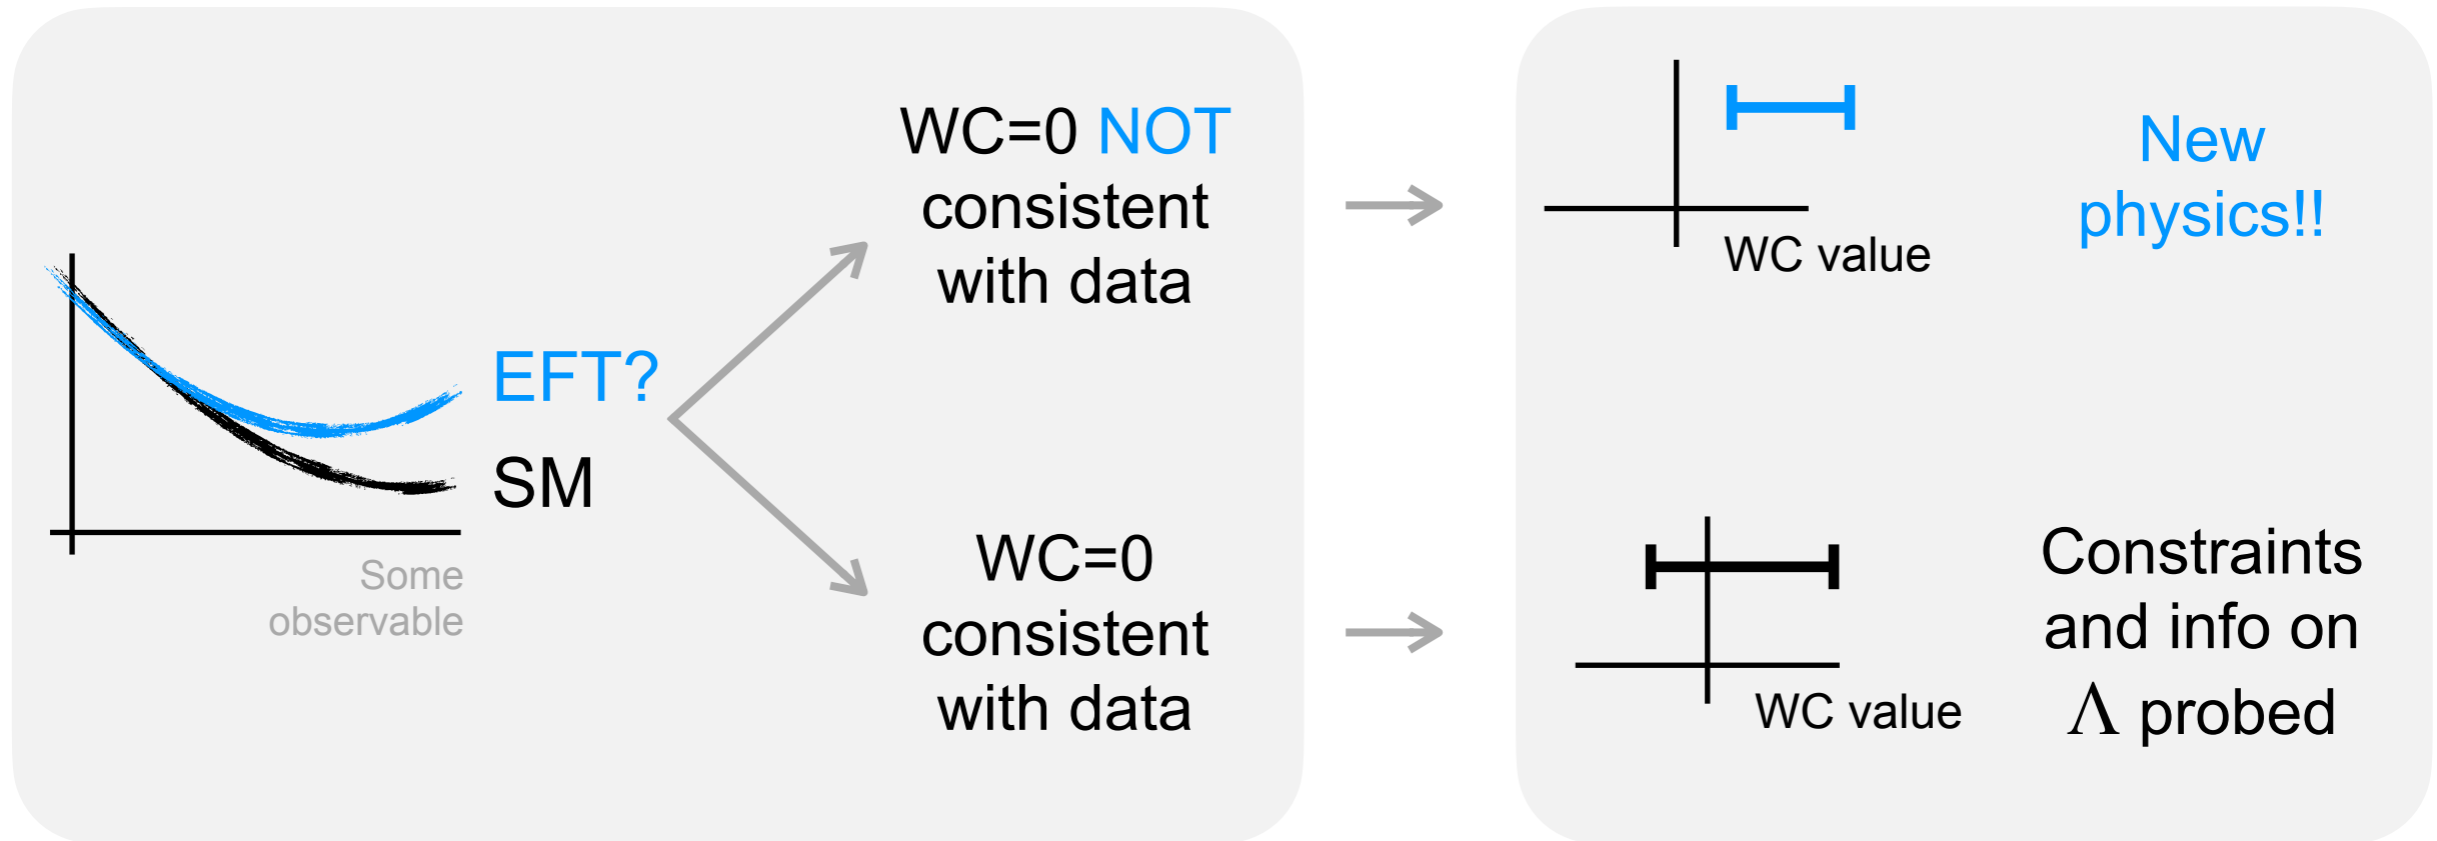 EFT?
SM
Some
observable
WC=0 NOT
consistent
with data
WC=0
consistent
with data
WC value
New
physics!!
WC value
Constraints
and info on
Λ probed